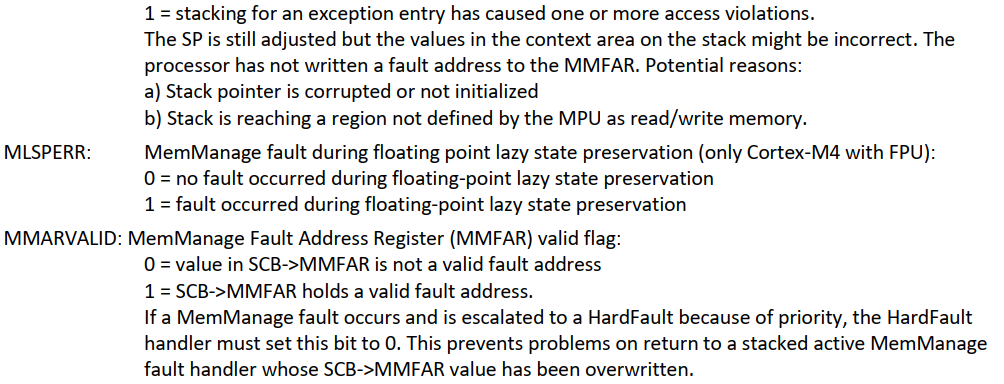 1 = stacking for an exception entry has caused one or more access violations.
The SP is still adjusted but the values in the context area on the stack might be incorrect. The
processor has not written a fault address to the MMFAR. Potential reasons:
a) Stack pointer is corrupted or not initialized
b) Stack is reaching a region not defined by the MPU as read/write memory.
MLSPERR: MemManage fault during floating point lazy state preservation (only Cortex-M4 with FPU):
0 = no fault occurred during floating-point lazy state preservation
1 = fault occurred during floating-point lazy state preservation
MMARVALID: MemManage Fault Address Register (MMFAR) valid flag:
0 = value in SCB->MMFAR is not a valid fault address
1 = SCB->MMFAR holds a valid fault address.
If a MemManage fault occurs and is escalated to a HardFault because of priority, the HardFault
handler must set this bit to 0. This prevents problems on return to a stacked active MemManage
fault handler whose SCB->MMFAR value has been overwritten.